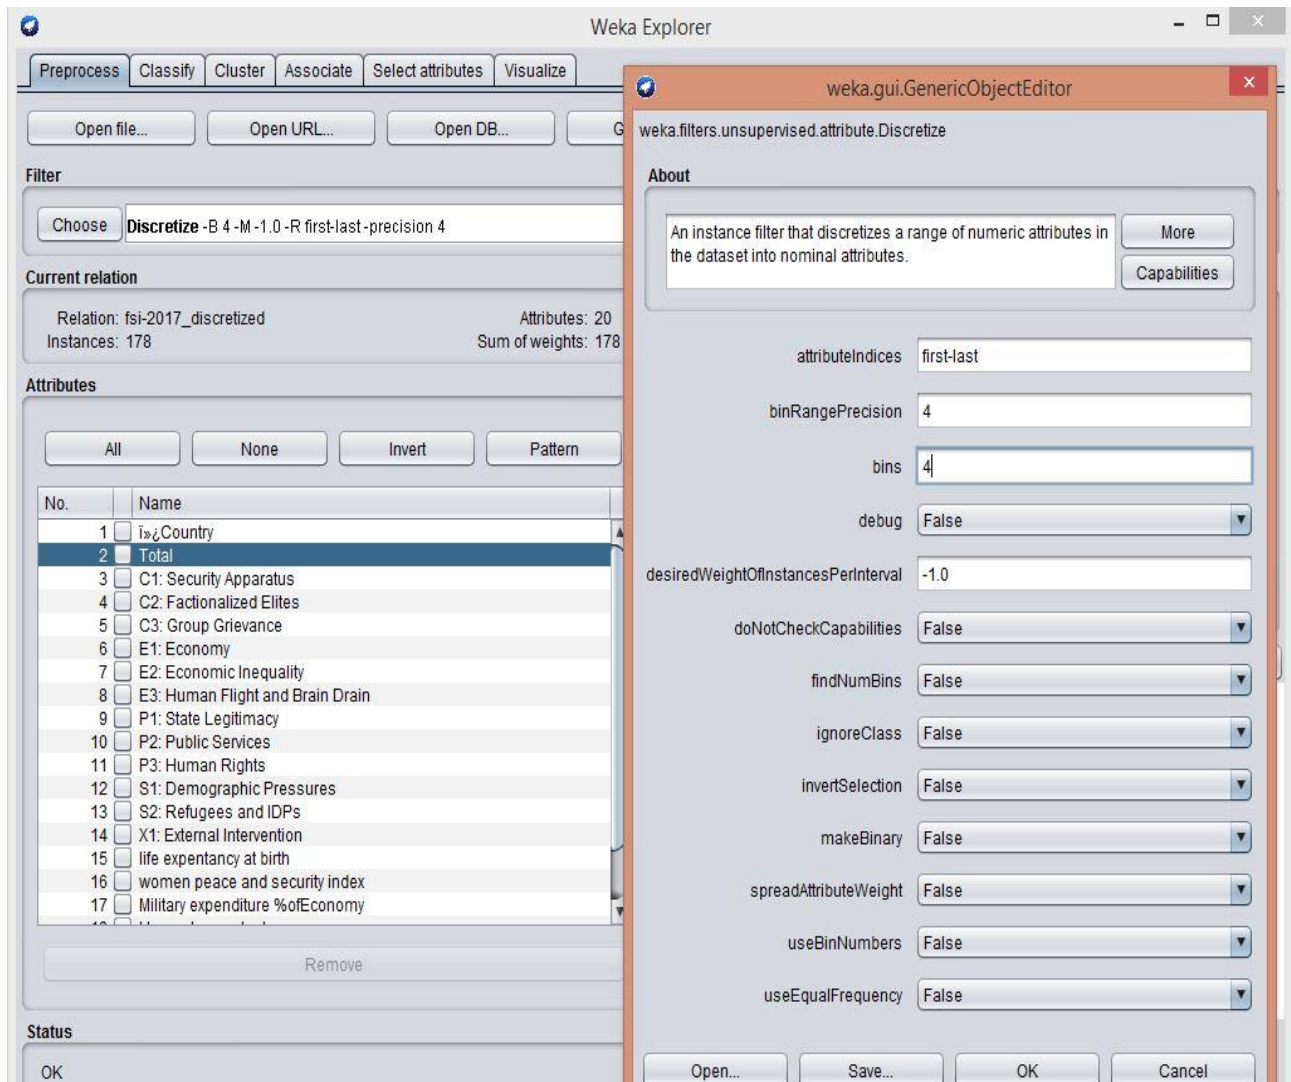 Weka Explorer
Preprocess Classify Cluster Associate Select attributes Visualize
Open file... Open URL... Open DB... G
Filter
Choose Discretize -B 4 -M -1.0 -R first-last -precision 4
Current relation
Relation: fsi-2017_discretized Attributes: 20
Instances: 178 Sum of weights: 178
Attributes
All None Invert Pattern
No. Name
1 ï»¿Country
2 Total
3 C1: Security Apparatus
4 C2: Factionalized Elites
5 C3: Group Grievance
6 E1: Economy
7 E2: Economic Inequality
8 E3: Human Flight and Brain Drain
9 P1: State Legitimacy
10 P2: Public Services
11 P3: Human Rights
12 S1: Demographic Pressures
13 S2: Refugees and IDPs
14 X1: External Intervention
15 life expentancy at birth
16 women peace and security index
17 Military expenditure %ofEconomy
Remove
Status
OK
weka.gui.GenericObjectEditor
weka.filters.unsupervised.attribute.Discretize
About
An instance filter that discretizes a range of numeric attributes in
the dataset into nominal attributes.
More
Capabilities
attributeIndices first-last
binRangePrecision 4
bins 4
debug False
desiredWeightOfInstancesPerInterval -1.0
doNotCheckCapabilities False
findNumBins False
ignoreClass False
invertSelection False
makeBinary False
spreadAttributeWeight False
useBinNumbers False
useEqualFrequency False
Open... Save... OK Cancel